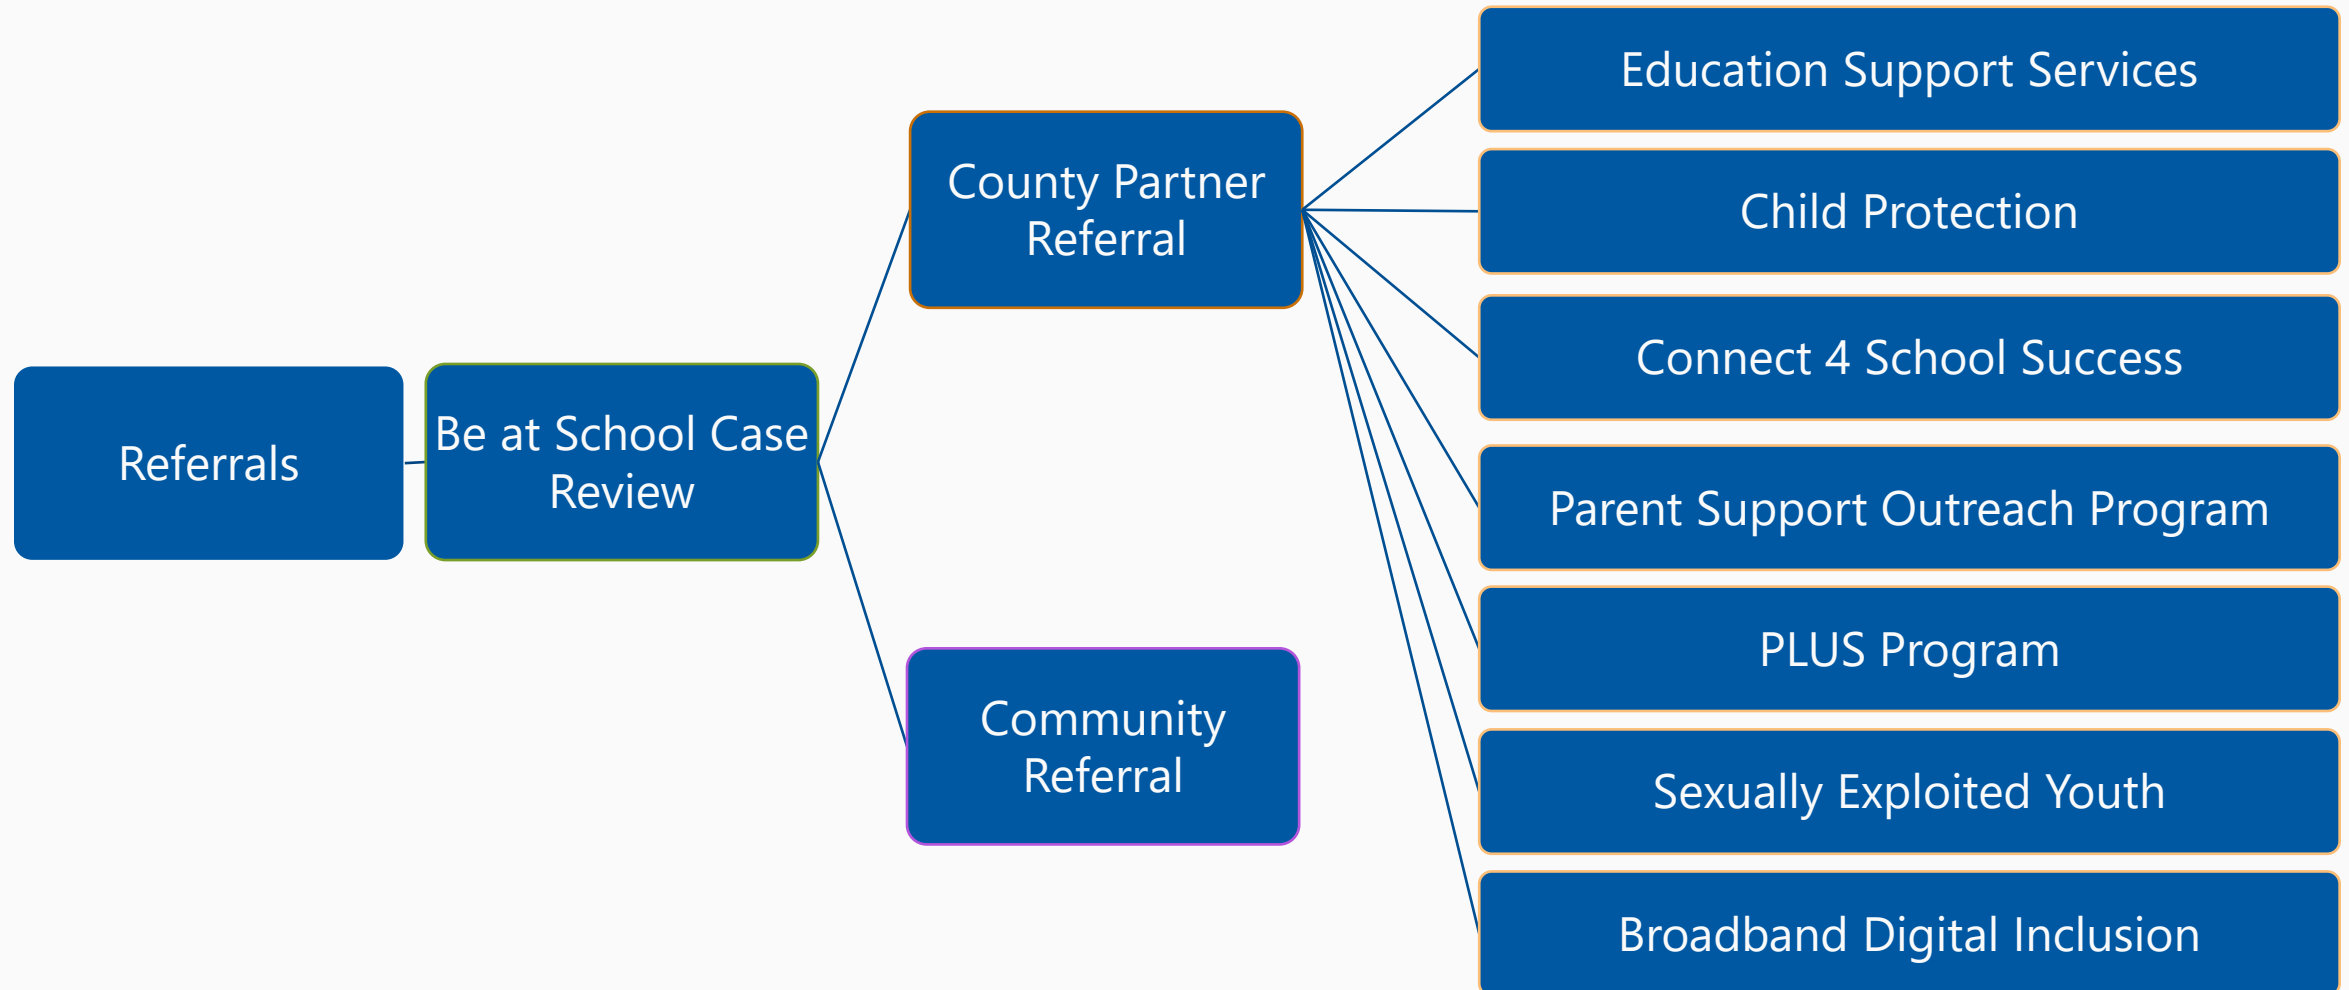 Referrals
Be at School Case
Review
County Partner
Referral
Community
Referral
Education Support Services
Child Protection
Connect 4 School Success
Parent Support Outreach Program
PLUS Program
Sexually Exploited Youth
Broadband Digital Inclusion